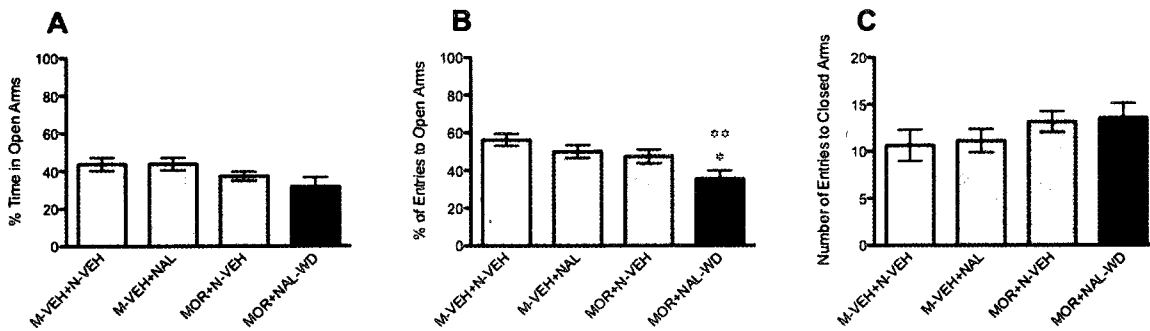 A
% Time in Open Arms
100
80
60
40
20
0
M-VEH+N-VEH
M-VEH+NAL
MOR+N-VEH
MOR+NAL-WD
B
% of Entries to Open Arms
100
80
60
40
20
0
**
*
M-VEH+N-VEH
M-VEH+NAL
MOR+N-VEH
MOR+NAL-WD
C
Number of Entries to Closed Arms
20
15
10
5
0
M-VEH+N-VEH
M-VEH+NAL
MOR+N-VEH
MOR+NAL-WD